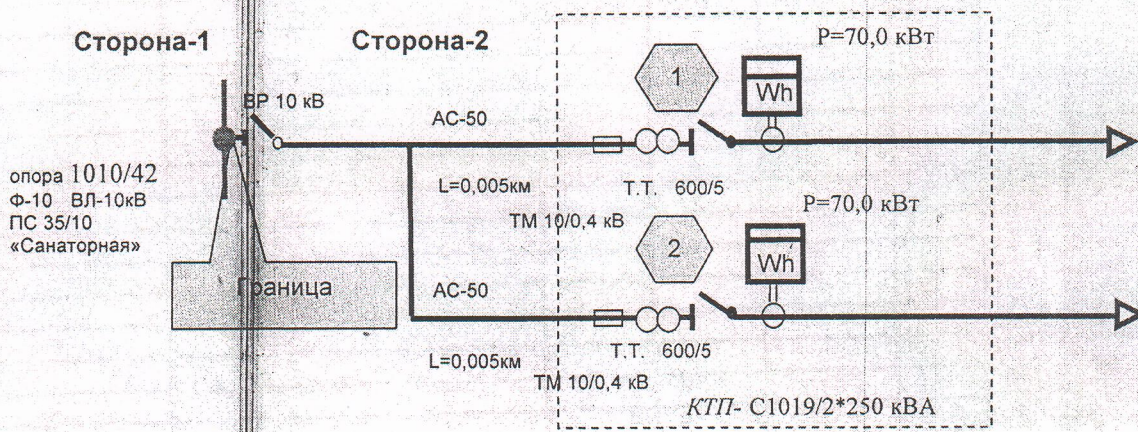 Сторона-1
Сторона-2
Р=70,0 кВт
1
Wh
ВР 10 кВ
АС-50
опора 1010/42
Ф-10 ВЛ-10кВ
ПС 35/10
«Санаторная»
L=0,005км
Т.Т. 600/5
ТМ 10/0,4 кВ
Р=70,0 кВт
2
Wh
Граница
АС-50
L=0,005км
Т.Т. 600/5
ТМ 10/0,4 кВ
КТП- С1019/2*250 кВА